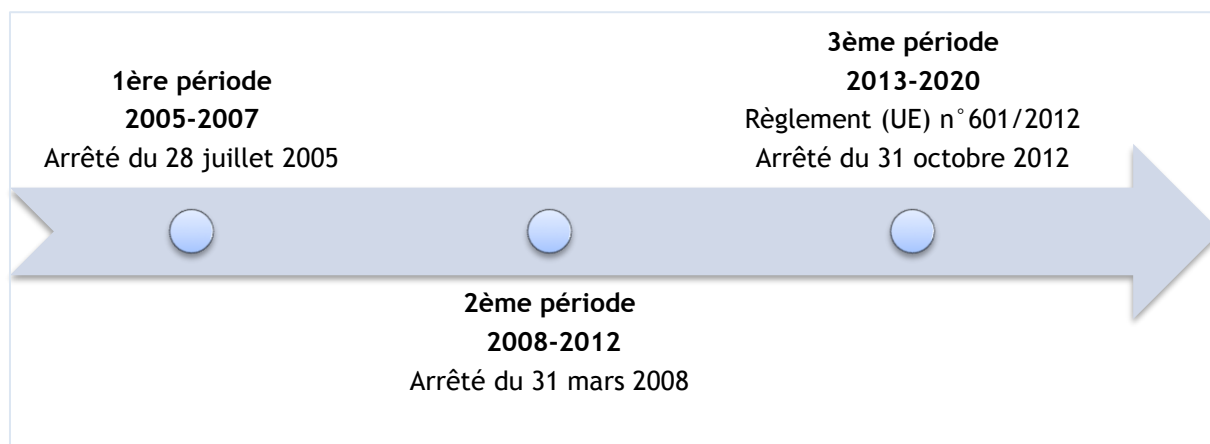 1ère période
2005-2007
Arrêté du 28 juillet 2005
2ème période
2008-2012
Arrêté du 31 mars 2008
3ème période
2013-2020
Règlement (UE) n°601/2012
Arrêté du 31 octobre 2012